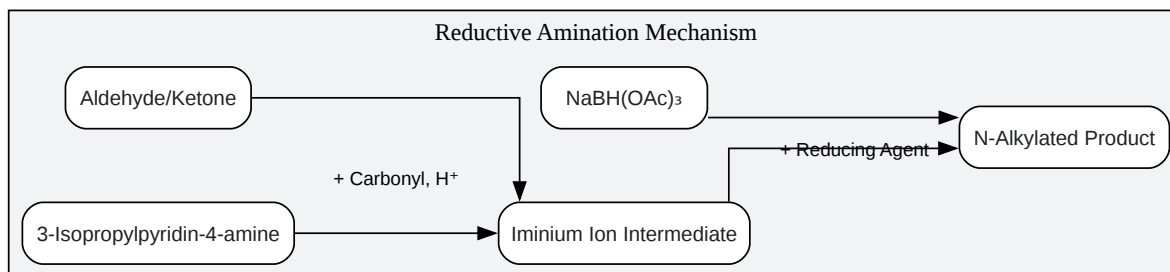 Reductive Amination Mechanism
Aldehyde/Ketone
NaBH(OAc)₃
N-Alkylated Product
+ Reducing Agent
+ Carbonyl, H⁺
3-Isopropylpyridin-4-amine
Iminium Ion Intermediate